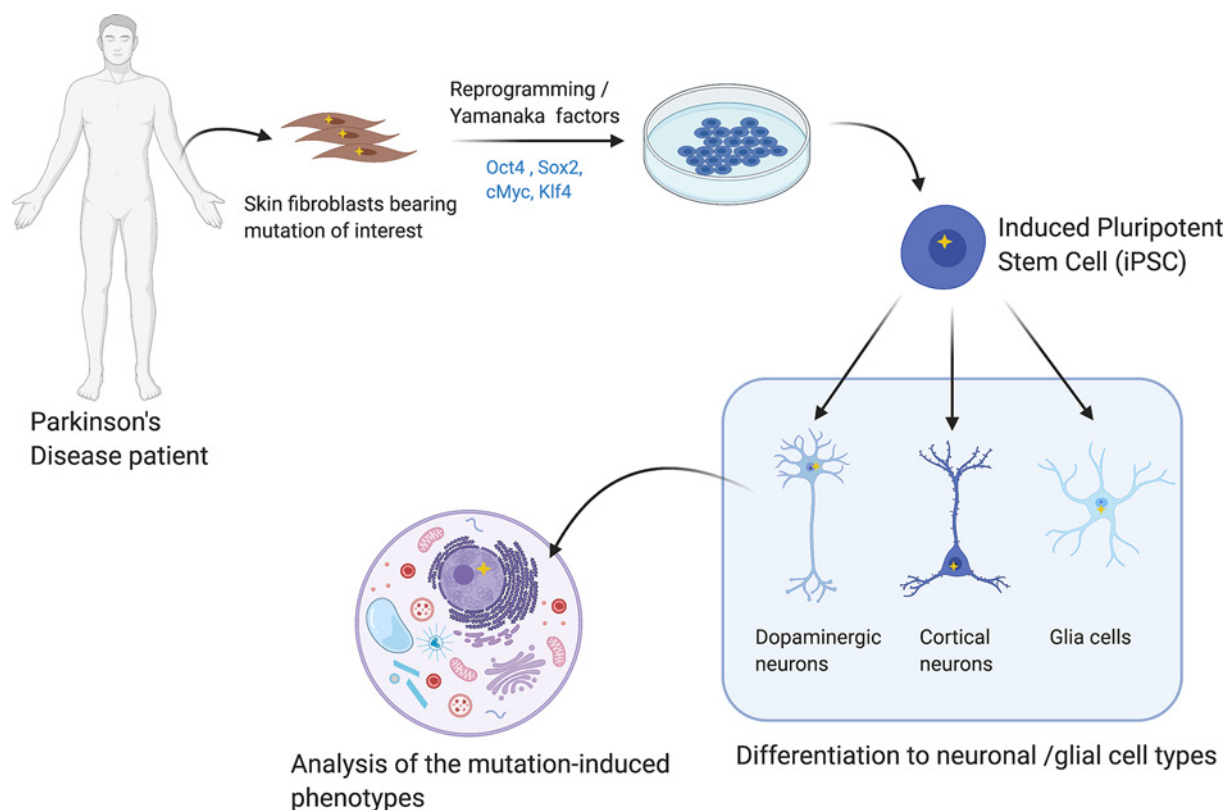 Parkinson's
Disease patient
Skin fibroblasts bearing
mutation of interest
Reprogramming /
Yamanaka factors
Oct4 , Sox2,
cMyc, Klf4
Induced Pluripotent
Stem Cell (iPSC)
Dopaminergic
neurons
Cortical
neurons
Glia cells
Differentiation to neuronal /glial cell types
Analysis of the mutation-induced
phenotypes